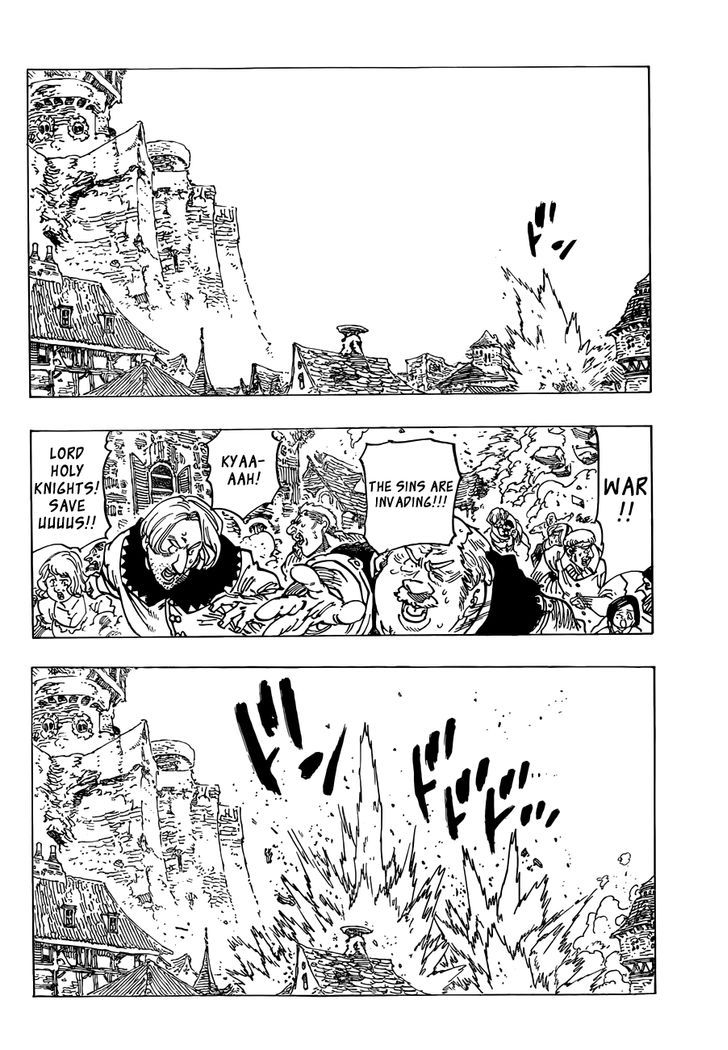 ドン
WAR
!!
THE SINS ARE
INVADING!!!
KYAA-
AAH!
LORD
HOLY
KNIGHTS!
SAVE
UUUUS!!
ドドド
ドン